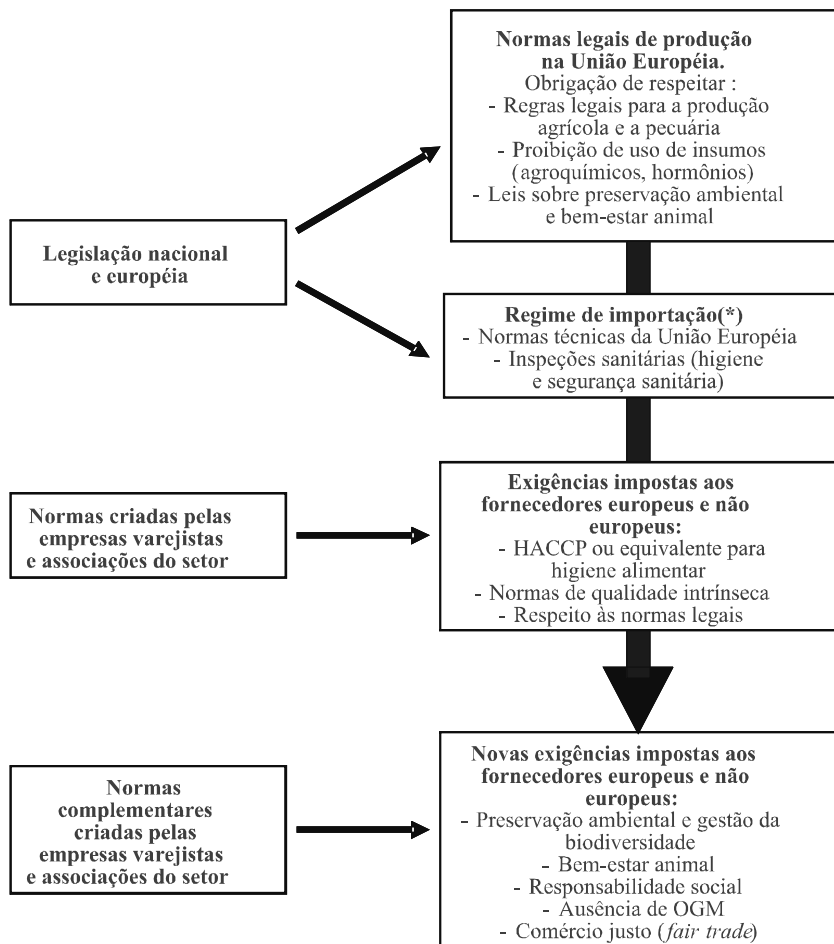 Normas legais de produção
na União Européia.
Obrigação de respeitar :
- Regras legais para a produção
agrícola e a pecuária
- Proibição de uso de insumos
(agroquímicos, hormônios)
- Leis sobre preservação ambiental
e bem-estar animal
Legislação nacional
e européia
Regime de importação(*)
- Normas técnicas da União Européia
- Inspeções sanitárias (higiene
e segurança sanitária)
Normas criadas pelas
empresas varejistas
e associações do setor
Exigências impostas aos
fornecedores europeus e não
europeus:
- HACCP ou equivalente para
higiene alimentar
- Normas de qualidade intrínseca
- Respeito às normas legais
Normas
complementares
criadas pelas
empresas varejistas
e associações do setor
Novas exigências impostas aos
fornecedores europeus e não
europeus:
- Preservação ambiental e gestão da
biodiversidade
- Bem-estar animal
- Responsabilidade social
- Ausência de OGM
- Comércio justo (fair trade)